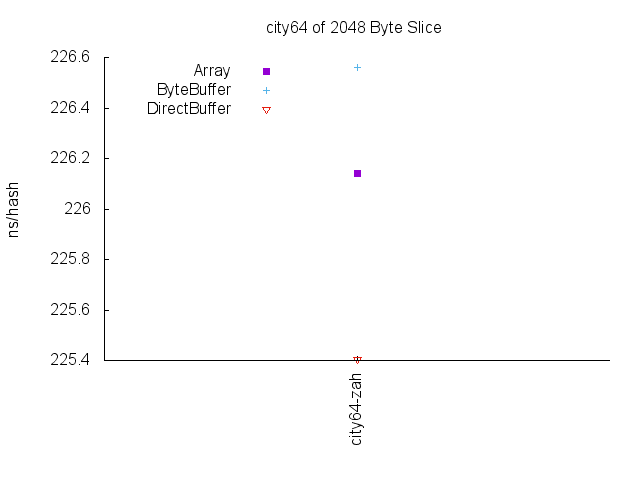 city64 of 2048 Byte Slice
226.6
226.4
226.2
226
225.8
225.6
225.4
ns/hash
Array
ByteBuffer
DirectBuffer
city64-zah